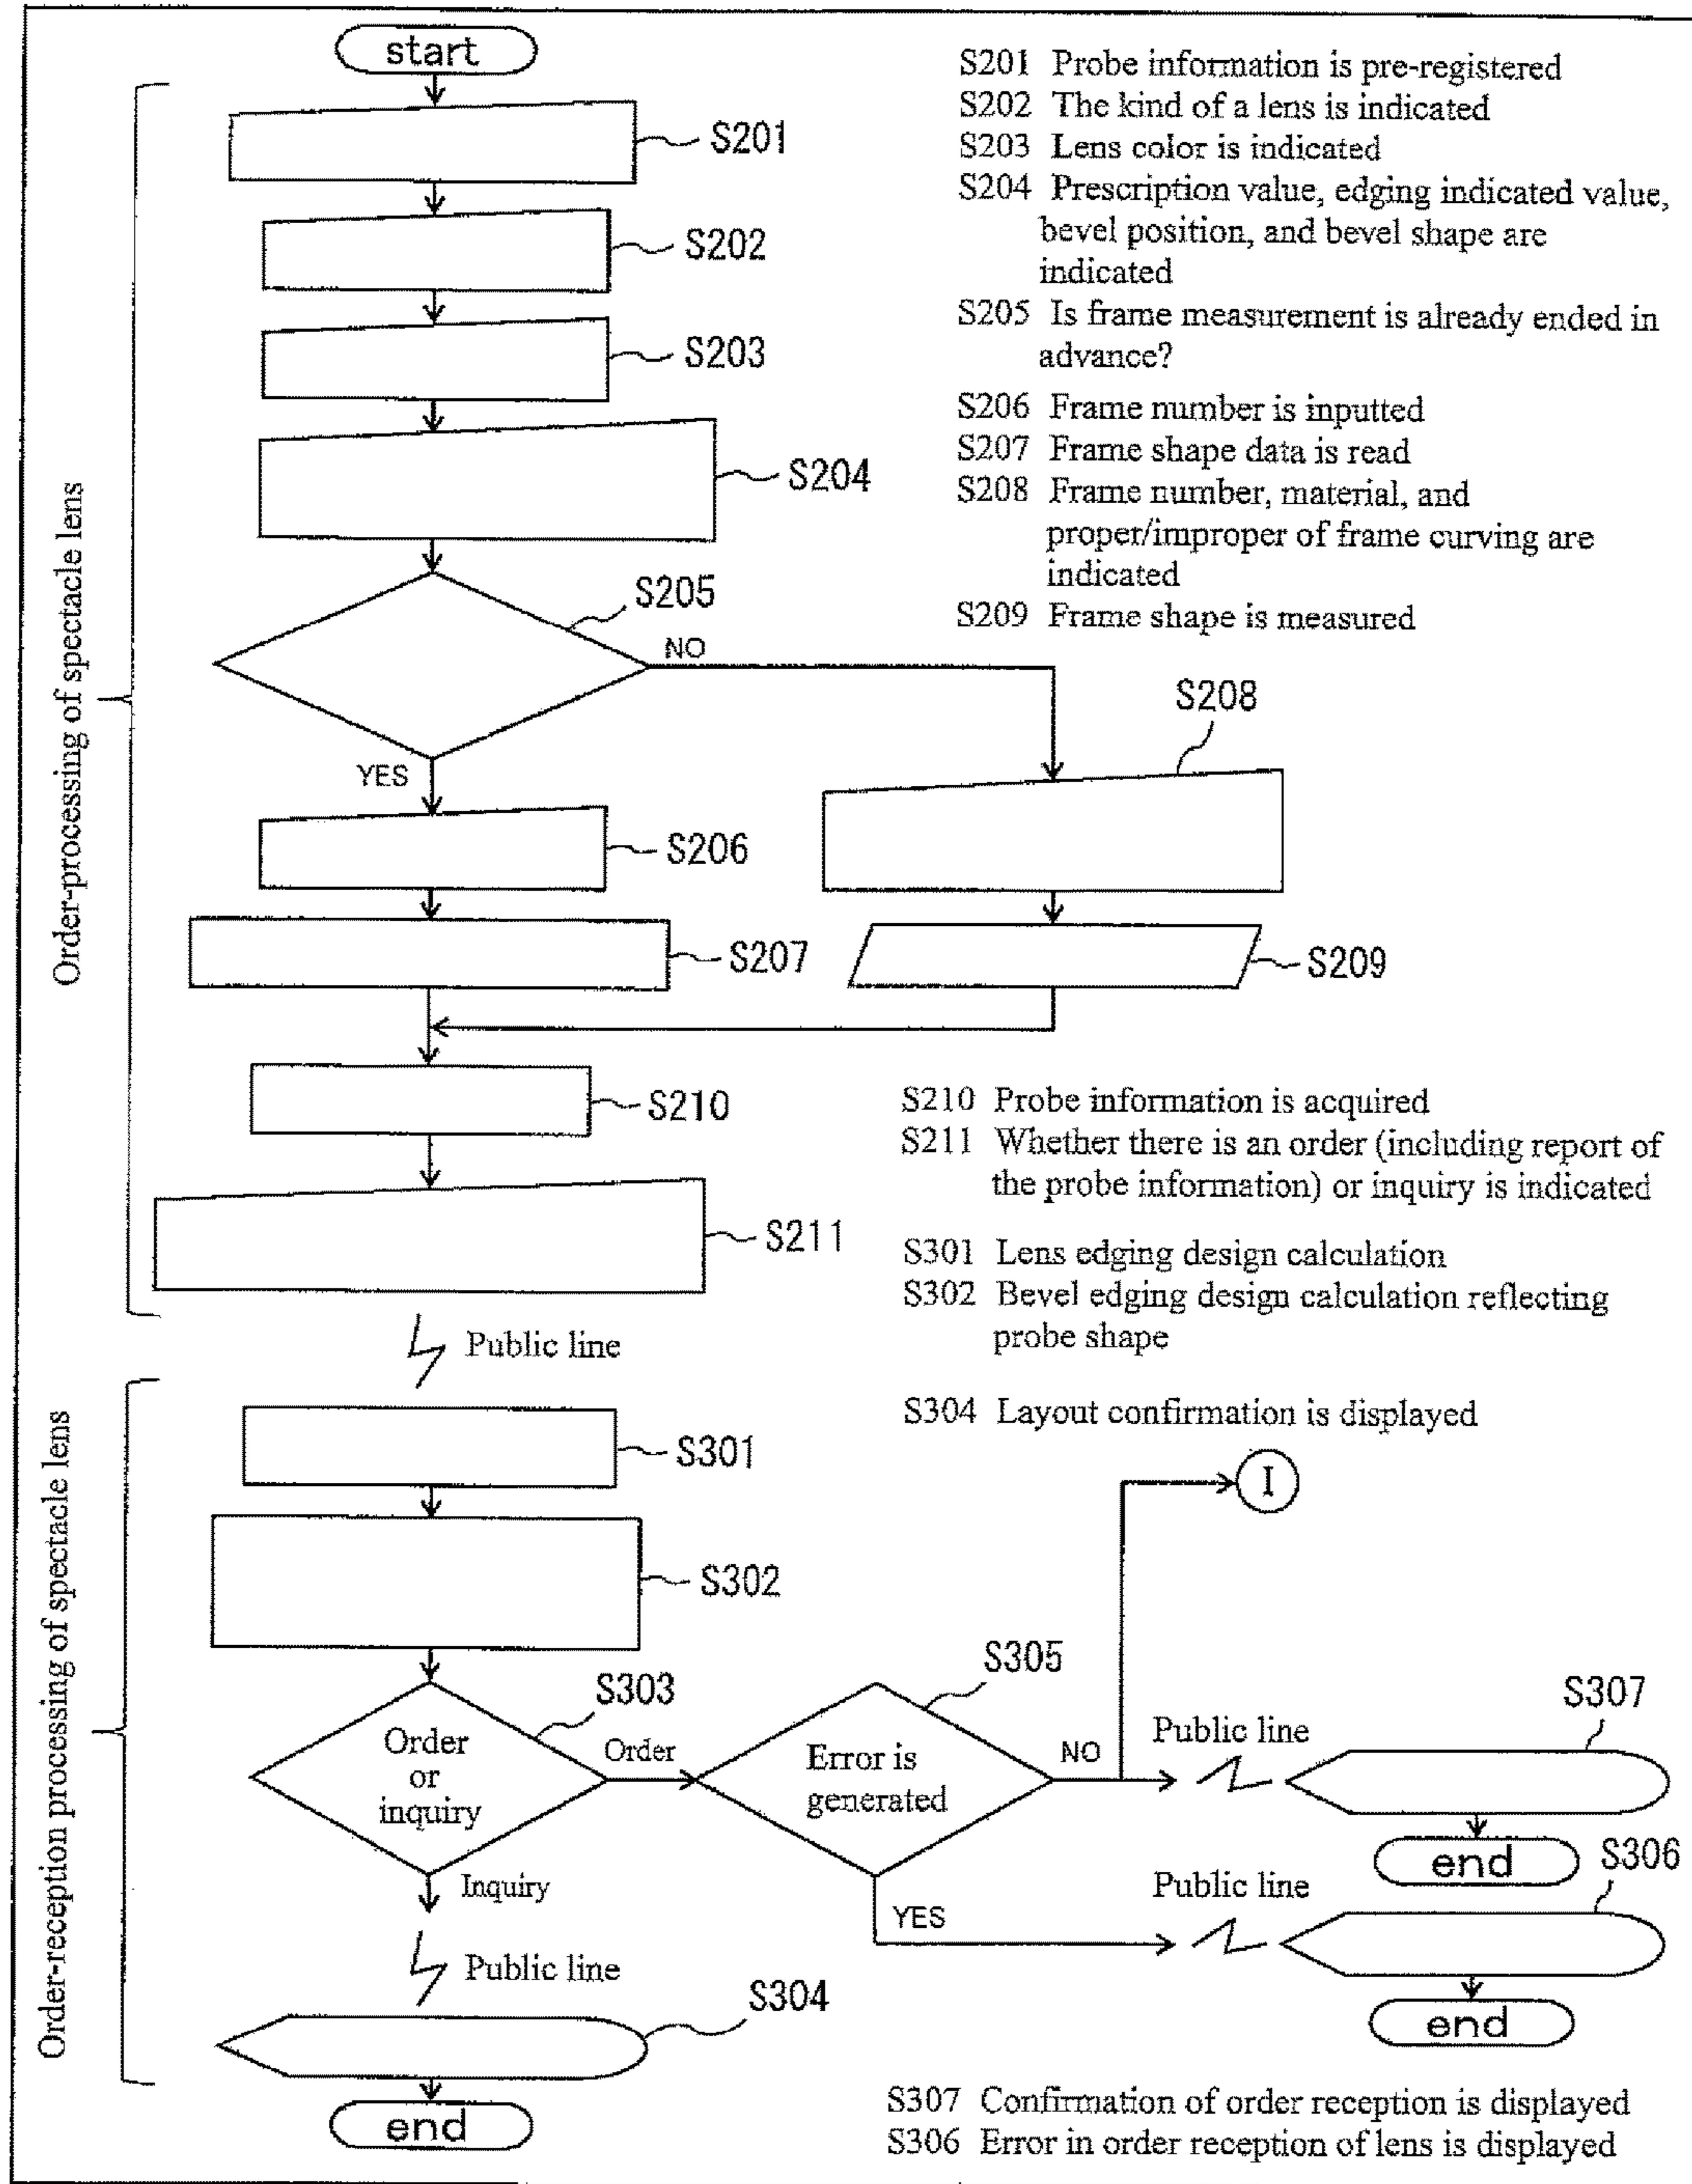 start
S201 Probe information is pre-registered
S202 The kind of a lens is indicated
S203 Lens color is indicated
S204 Prescription value, edging indicated value,
bevel position, and bevel shape are
indicated
S205 Is frame measurement is already ended in
advance?
S206 Frame number is inputted
S207 Frame shape data is read
S208 Frame number, material, and
proper/improper of frame curving are
indicated
S209 Frame shape is measured
Order-processing of spectacle lens
S201
S202
S203
S204
S205
NO
YES
S208
S206
S207
S209
S210
S211
S210 Probe information is acquired
S211 Whether there is an order (including report of
the probe information) or inquiry is indicated
S301 Lens edging design calculation
S302 Bevel edging design calculation reflecting
probe shape
S304 Layout confirmation is displayed
Public line
Order-reception processing of spectacle lens
S301
I
S302
S303
Order
or
inquiry
Order
S305
Error is
generated
NO
Public line
S307
end
Inquiry
YES
Public line
S306
end
Public line
S304
end
S307 Confirmation of order reception is displayed
S306 Error in order reception of lens is displayed